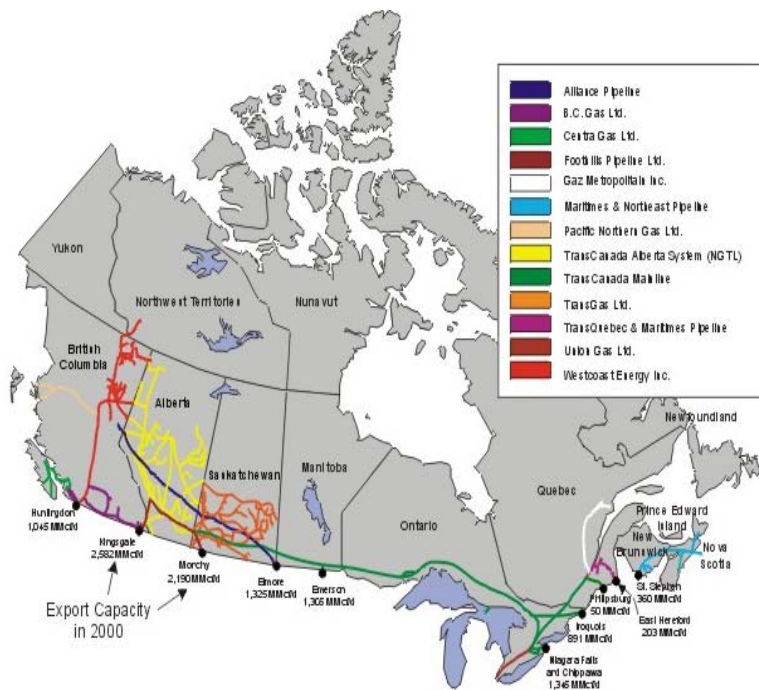 Alliance Pipeline
B.C. Gas Ltd.
Centra Gas Ltd.
Foothills Pipeline Ltd.
Gaz Metropolitain Inc.
Maritimes & Northeast Pipeline
Pacific Northern Gas Ltd.
TransCanada Alberta System (NGTL)
TransCanada Mainline
TransGas Ltd.
TransQuebec & Maritimes Pipeline
Union Gas Ltd.
Westcoast Energy Inc.
Yukon
Northwest Territories
Nunavut
British
Columbia
Alberta
Saskatchewan
Manitoba
Ontario
Quebec
Newfoundland
Prince Edward
Island
New
Brunswick
Nova
Scotia
Huntingdon
1,045 MMcf/d
Kingsgate
2,582 MMcf/d
Monchy
2,190 MMcf/d
Elmore
1,325 MMcf/d
Emerson
1,305 MMcf/d
Export Capacity
in 2000
St. Stephen
360 MMcf/d
Philipsburg
50 MMcf/d
East Hereford
203 MMcf/d
Iroquois
891 MMcf/d
Niagara Falls
and Chippawa
1,345 MMcf/d